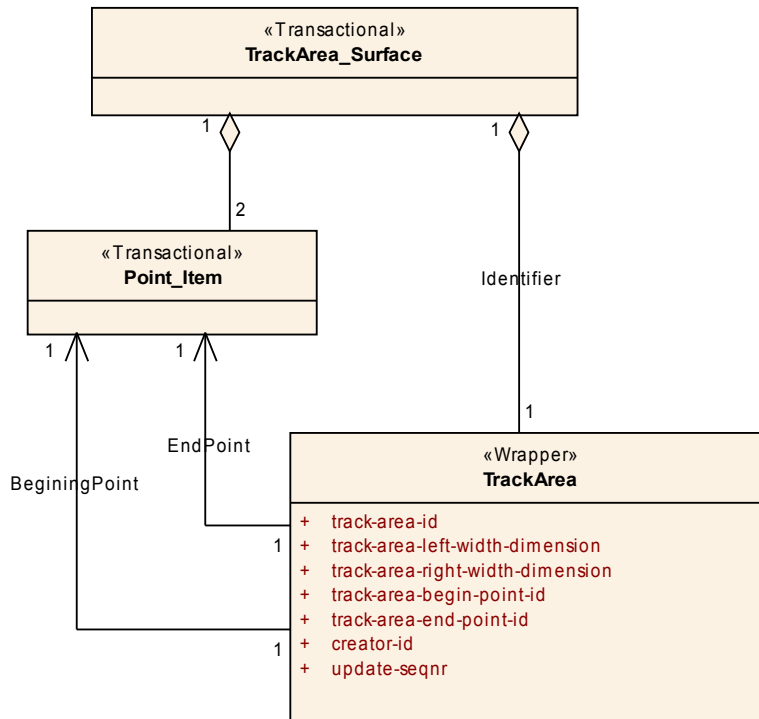 «Transactional»
TrackArea_Surface
1
1
2
«Transactional»
Point_Item
Identifier
1
1
1
EndPoint
BeginingPoint
«Wrapper»
TrackArea
+ track-area-id
+ track-area-left-width-dimension
+ track-area-right-width-dimension
+ track-area-begin-point-id
+ track-area-end-point-id
+ creator-id
+ update-seqnr
1
1